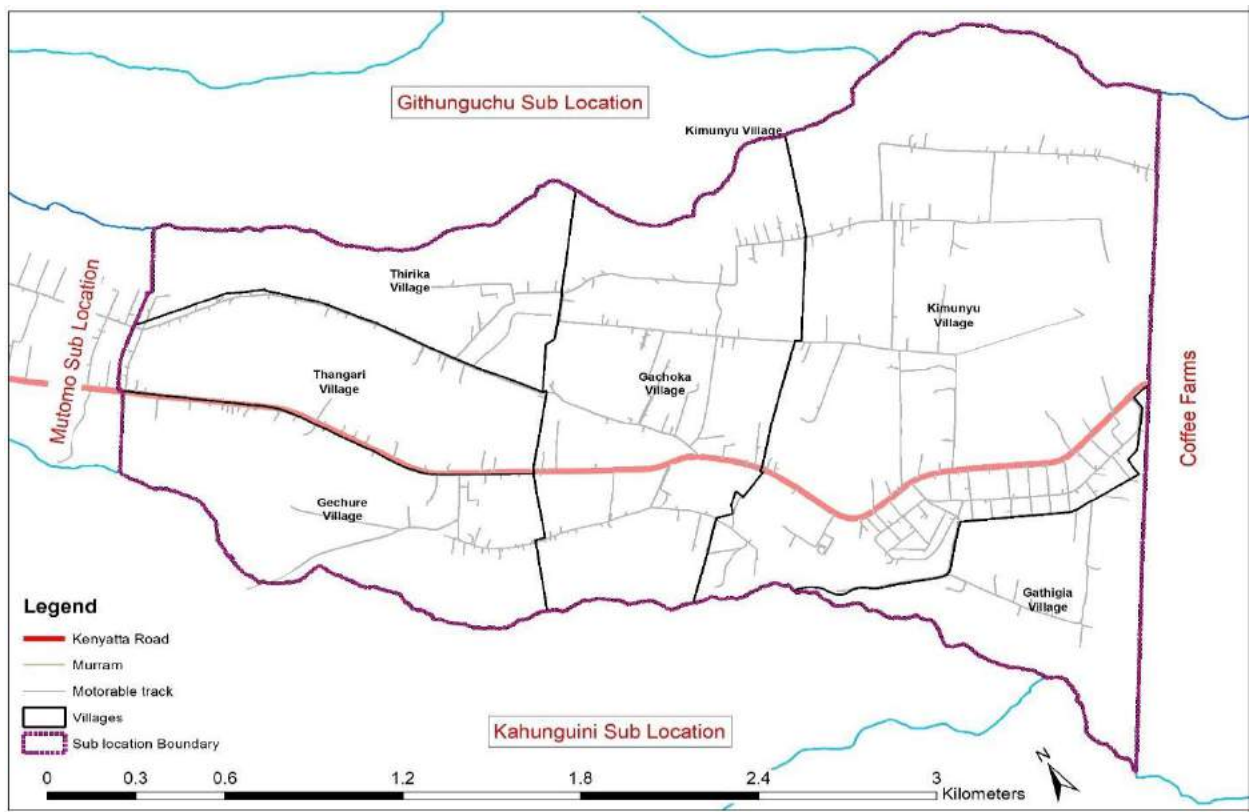 Githunguchu Sub Location
Kimunyu Village
Thirika
Village
Mutomo Sub Location
Kimunyu
Village
Thangari
Village
Gachoka
Village
Coffee Farms
Gechure
Village
Gathigia
Village
Legend
Kenyatta Road
Murram
Motorable track
Villages
Sub location Boundary
Kahunguini Sub Location
N
0 0.3 0.6 1.2 1.8 2.4 3
Kilometers